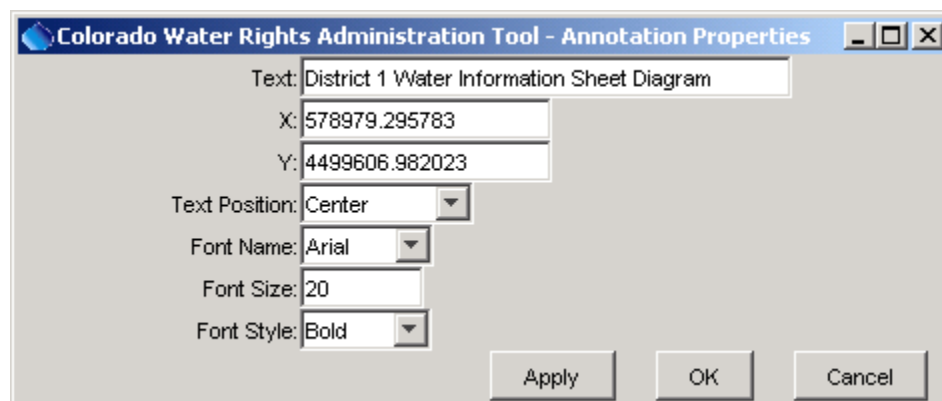 Colorado Water Rights Administration Tool - Annotation Properties
Text: District 1 Water Information Sheet Diagram
X: 578979.295783
Y: 4499606.982023
Text Position: Center
Font Name: Arial
Font Size: 20
Font Style: Bold
Apply OK Cancel